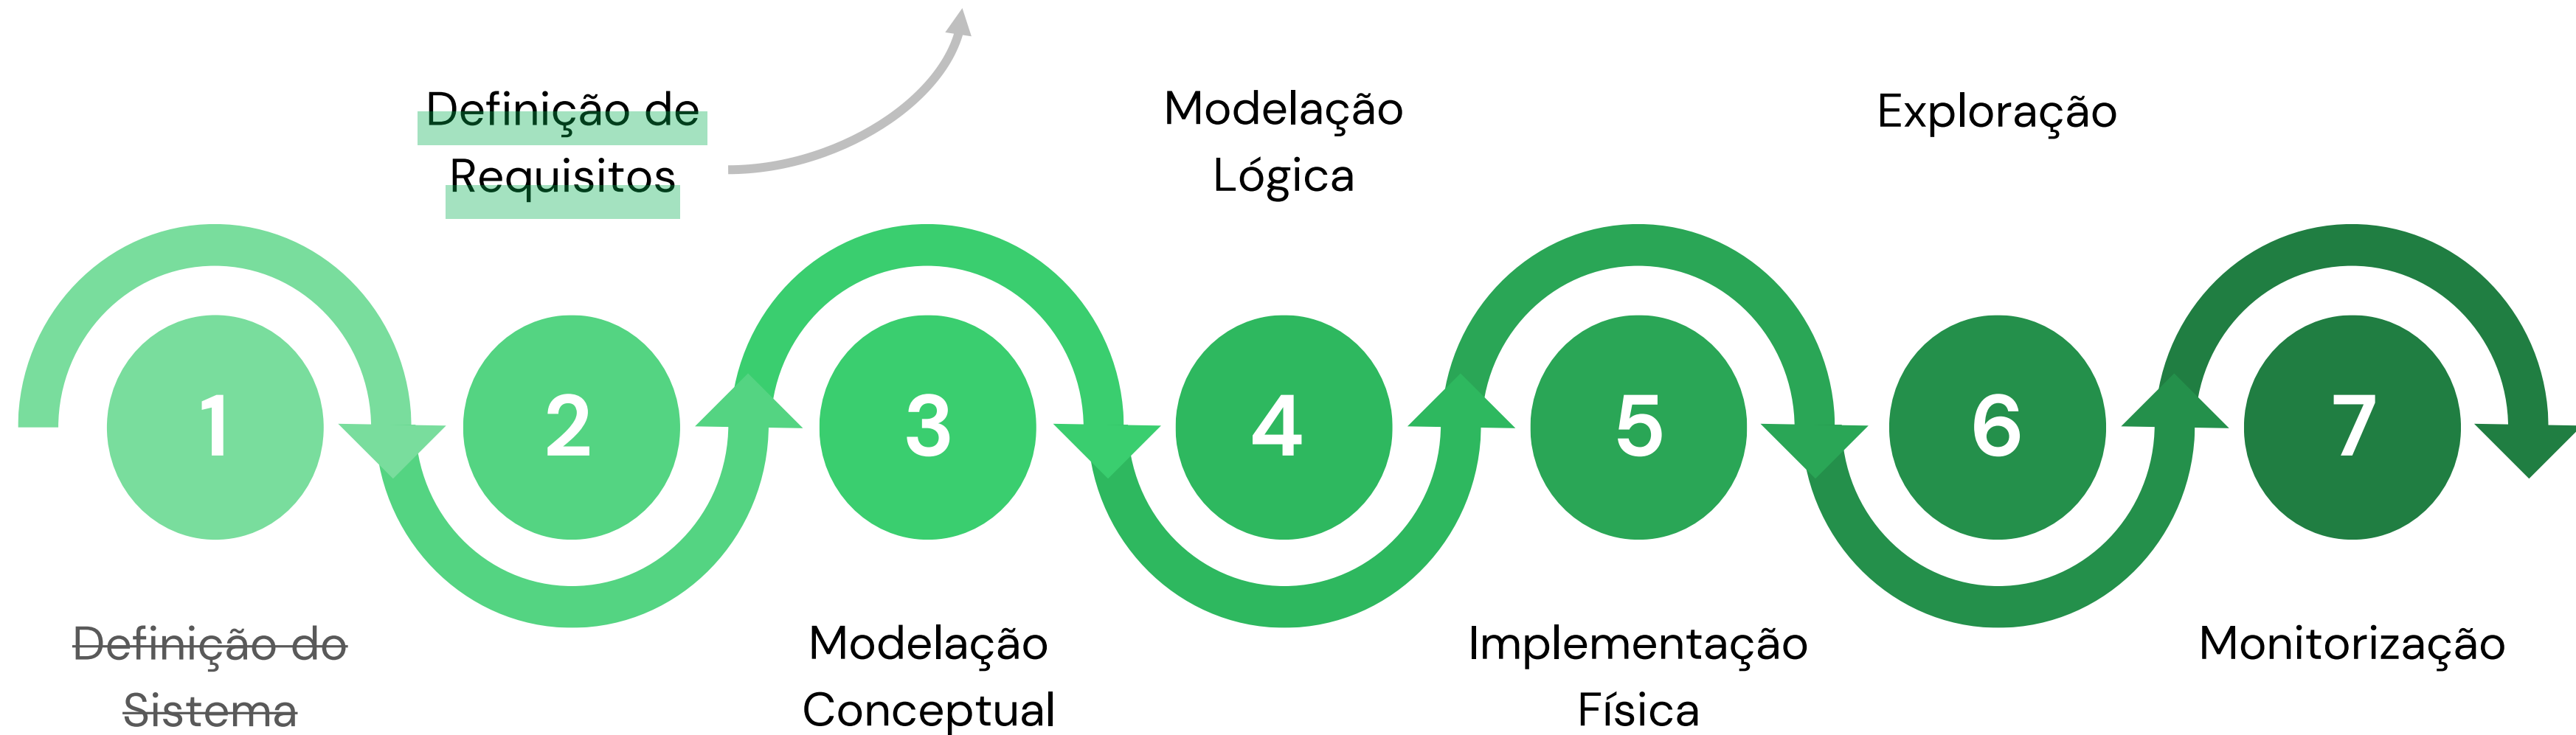 Definição de
Requisitos
Modelação
Lógica
Exploração
1
2
3
4
5
6
7
Definição do
Sistema
Modelação
Conceptual
Implementação
Física
Monitorização